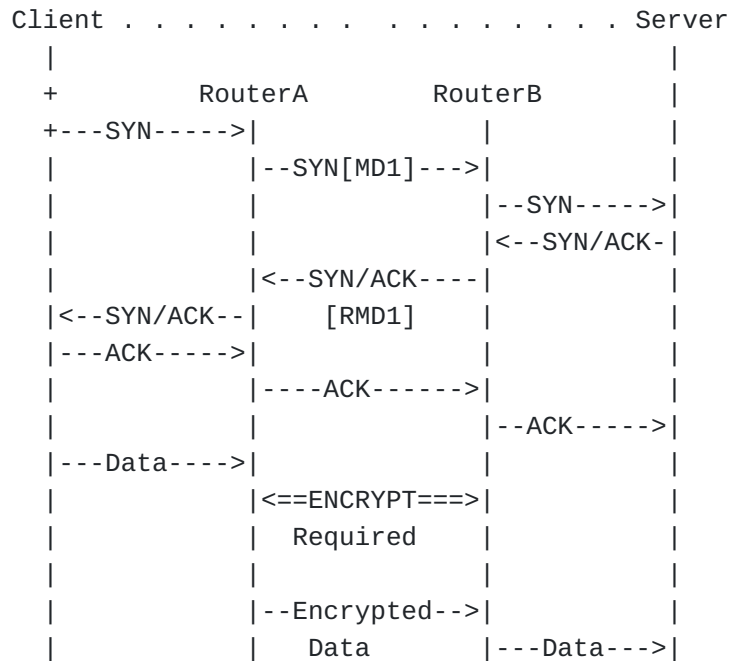 Client . . . . . . . .  . . . . . . . . Server
  |                                        |
  +         RouterA        RouterB         |
  +---SYN----->|              |            |
  |            |--SYN[MD1]--->|            |
  |            |              |--SYN----->|
  |            |              |<--SYN/ACK-|
  |            |<--SYN/ACK----|            |
  |<--SYN/ACK--|    [RMD1]    |            |
  |---ACK----->|              |            |
  |            |----ACK------>|            |
  |            |              |--ACK----->|
  |---Data---->|              |            |
  |            |<==ENCRYPT===>|            |
  |            |  Required    |            |
  |            |              |            |
  |            |--Encrypted-->|            |
  |            |   Data       |---Data--->|